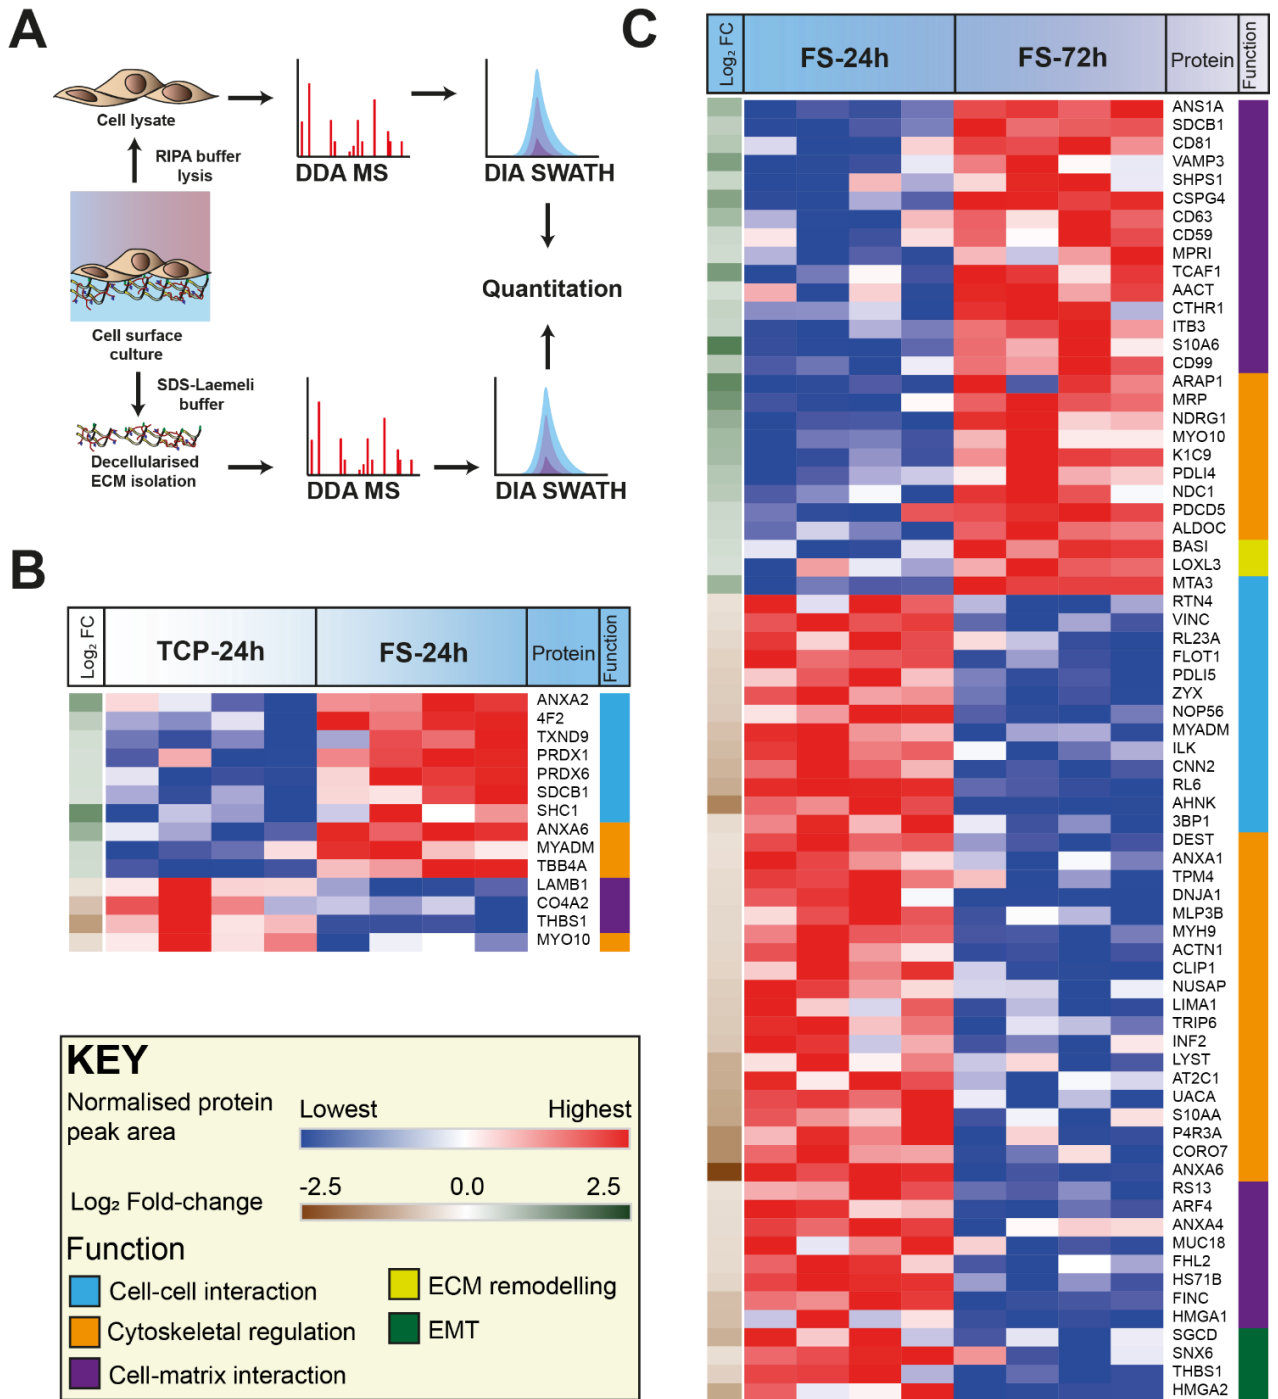 A
Cell lysate
RIPA buffer
lysis
DDA MS
DIA SWATH
Quantitation
Cell surface
culture
SDS-Laemeli
buffer
Decellularised
ECM isolation
DDA MS
DIA SWATH
B
Log₂ FC
TCP-24h
FS-24h
Protein
Function
ANXA2
4F2
TXND9
PRDX1
PRDX6
SDCB1
SHC1
ANXA6
MYADM
TBB4A
LAMB1
CO4A2
THBS1
MYO10
KEY
Normalised protein
peak area
Lowest
Highest
Log₂ Fold-change
-2.5
0.0
2.5
Function
Cell-cell interaction
Cytoskeletal regulation
Cell-matrix interaction
ECM remodelling
EMT
C
Log₂ FC
FS-24h
FS-72h
Protein
Function
ANS1A
SDCB1
CD81
VAMP3
SHPS1
CSPG4
CD63
CD59
MPRI
TCAF1
AACT
CTHR1
ITB3
S10A6
CD99
ARAP1
MRP
NDRG1
MYO10
K1C9
PDLI4
NDC1
PDCD5
ALDOC
BASI
LOXL3
MTA3
RTN4
VINC
RL23A
FLOT1
PDLI5
ZYX
NOP56
MYADM
ILK
CNN2
RL6
AHNK
3BP1
DEST
ANXA1
TPM4
DNJA1
MLP3B
MYH9
ACTN1
CLIP1
NUSAP
LIMA1
TRIP6
INF2
LYST
AT2C1
UACA
S10AA
P4R3A
CORO7
ANXA6
RS13
ARF4
ANXA4
MUC18
FHL2
HS71B
FINC
HMGA1
SGCD
SNX6
THBS1
HMGA2